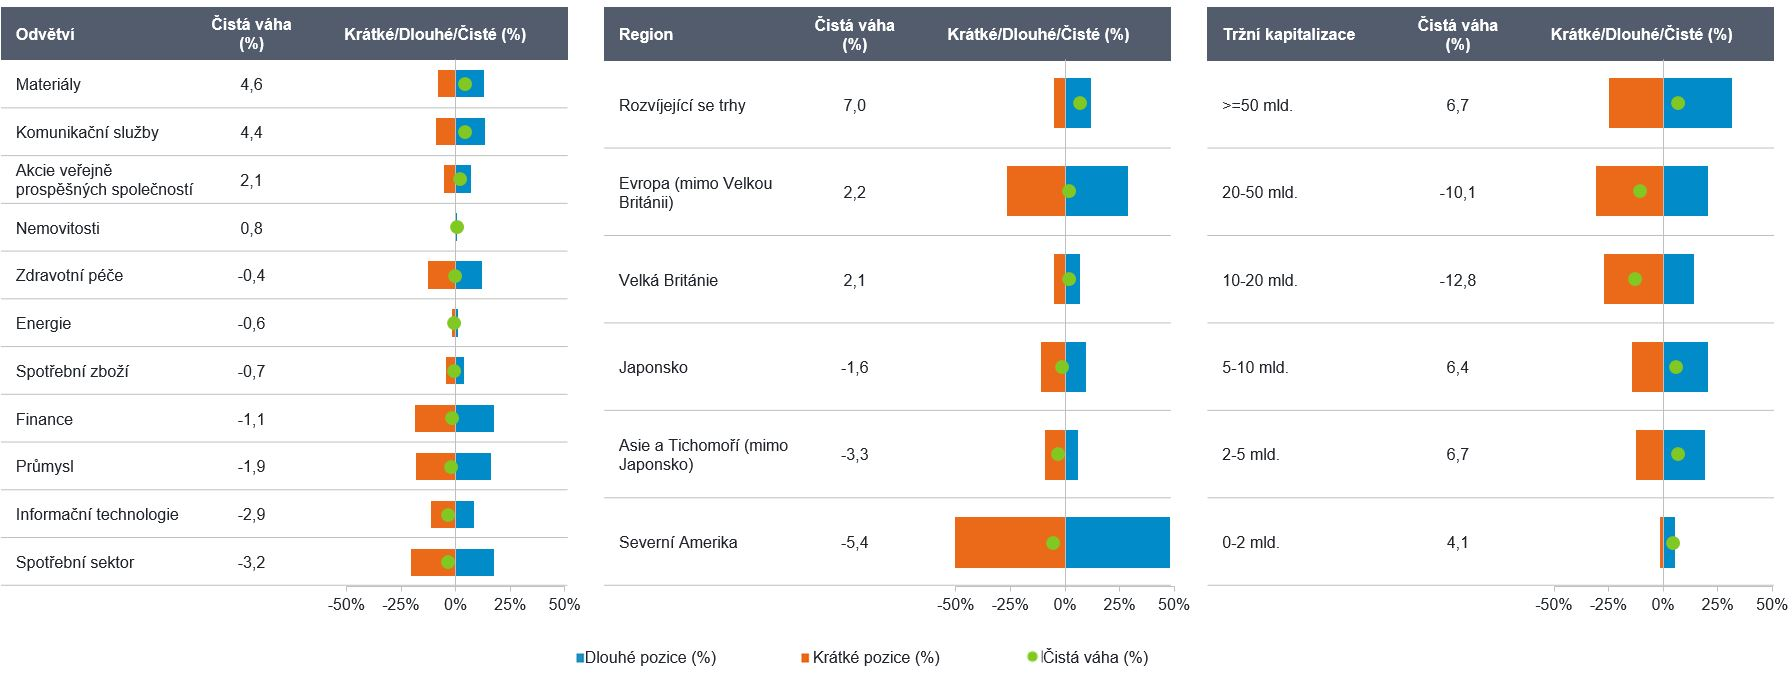 Odvětví
Čistá váha
(%)
Krátké/Dlouhé/Čisté (%)
Materiály 4,6
Komunikační služby 4,4
Akcie veřejně
prospěšných společností 2,1
Nemovitosti 0,8
Zdravotní péče -0,4
Energie -0,6
Spotřební zboží -0,7
Finance -1,1
Průmysl -1,9
Informační technologie -2,9
Spotřební sektor -3,2
-50% -25% 0% 25% 50%
Region
Čistá váha
(%)
Krátké/Dlouhé/Čisté (%)
Rozvíjející se trhy 7,0
Evropa (mimo Velkou
Británii) 2,2
Velká Británie 2,1
Japonsko -1,6
Asie a Tichomoří (mimo
Japonsko) -3,3
Severní Amerika -5,4
-50% -25% 0% 25% 50%
Tržní kapitalizace
Čistá váha
(%)
Krátké/Dlouhé/Čisté (%)
>=50 mld. 6,7
20-50 mld. -10,1
10-20 mld. -12,8
5-10 mld. 6,4
2-5 mld. 6,7
0-2 mld. 4,1
-50% -25% 0% 25% 50%
Dlouhé pozice (%) Krátké pozice (%) Čistá váha (%)